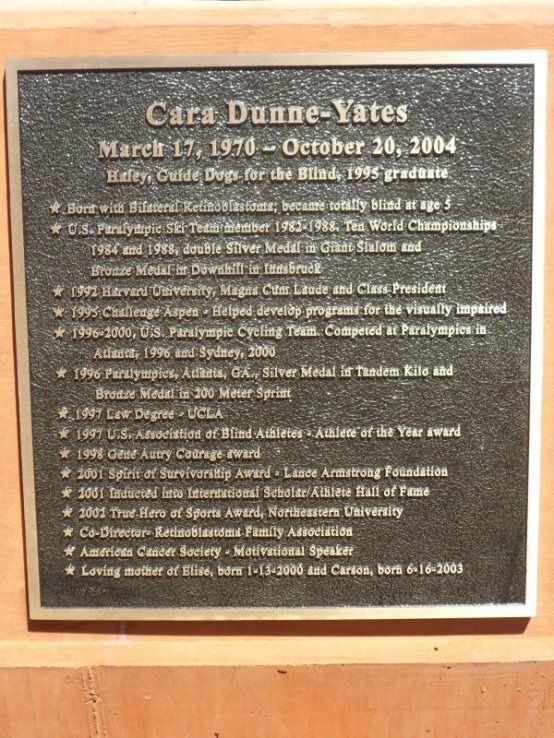 Cara Dunne-Yates
March 17, 1970 – October 20, 2004
Haley, Guide Dogs for the Blind, 1995 graduate
★ Born with Bilateral Retinoblastoma; became totally blind at age 5
★ U.S. Paralympic Ski Team member 1982-1988. Ten World Championships
1984 and 1988, double Silver Medal in Giant Slalom and
Bronze Medal in Downhill in Innsbruck
★ 1992 Harvard University, Magna Cum Laude and Class President
★ 1995 Challenge Aspen - Helped develop programs for the visually impaired
★ 1996-2000, U.S. Paralympic Cycling Team. Competed at Paralympics in
Atlanta, 1996 and Sydney, 2000
★ 1996 Paralympics, Atlanta, GA., Silver Medal in Tandem Kilo and
Bronze Medal in 200 Meter Sprint
★ 1997 Law Degree - UCLA
★ 1997 U.S. Association of Blind Athletes - Athlete of the Year award
★ 1998 Gene Autry Courage award
★ 2001 Spirit of Survivorship Award - Lance Armstrong Foundation
★ 2001 Inducted into International Scholar/Athlete Hall of Fame
★ 2002 True Hero of Sports Award, Northeastern University
★ Co-Director- Retinoblastoma Family Association
★ American Cancer Society - Motivational Speaker
★ Loving mother of Elise, born 1-13-2000 and Carson, born 6-16-2003